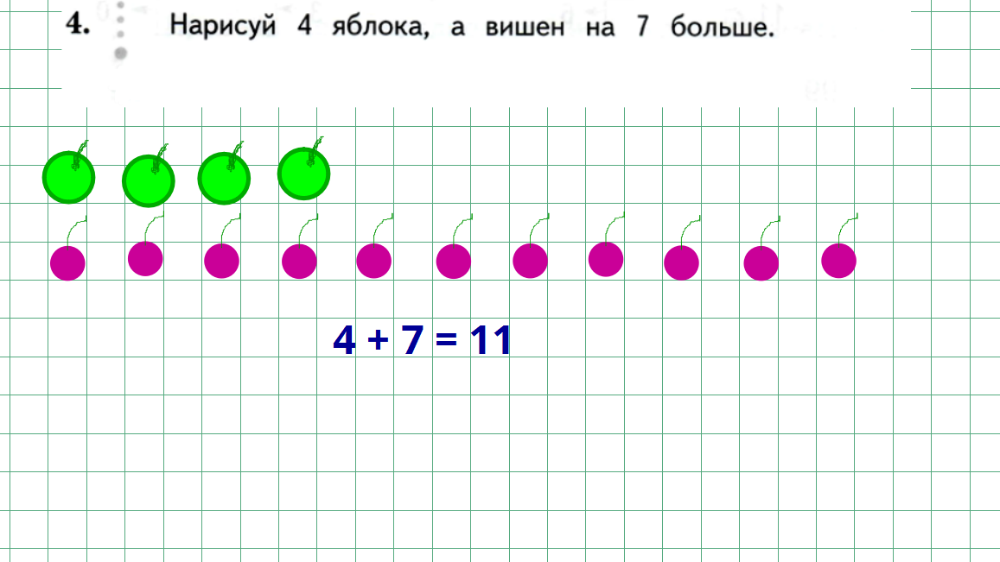 4. Нарисуй 4 яблока, а вишен на 7 больше.
4 + 7 = 11